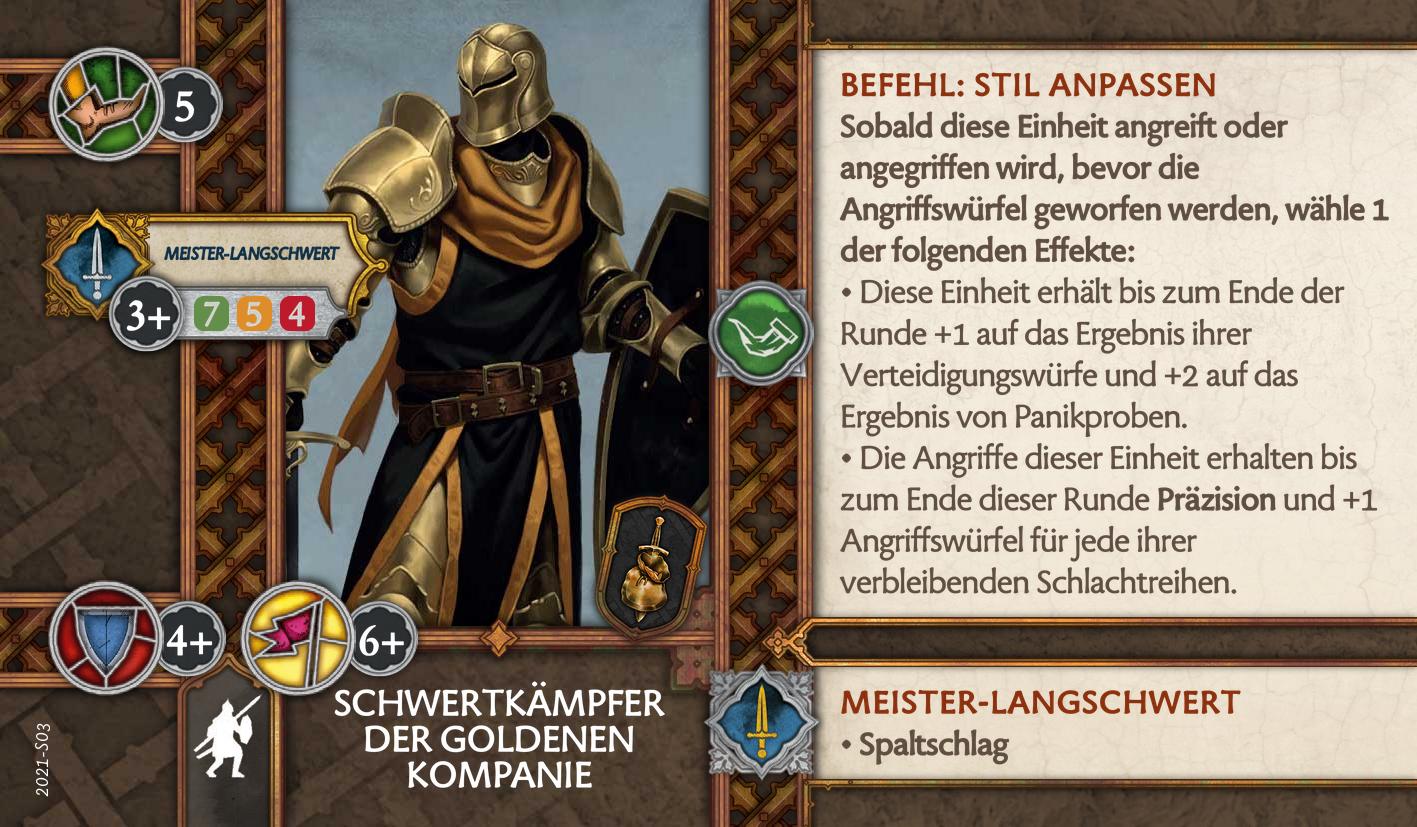 5
MEISTER-LANGSCHWERT
3+
7 5 4
4+
6+
SCHWERTKÄMPFER
DER GOLDENEN
KOMPANIE
2021-S03
BEFEHL: STIL ANPASSEN
Sobald diese Einheit angreift oder
angegriffen wird, bevor die
Angriffswürfel geworfen werden, wähle 1
der folgenden Effekte:
• Diese Einheit erhält bis zum Ende der
Runde +1 auf das Ergebnis ihrer
Verteidigungswürfe und +2 auf das
Ergebnis von Panikproben.
• Die Angriffe dieser Einheit erhalten bis
zum Ende dieser Runde Präzision und +1
Angriffswürfel für jede ihrer
verbleibenden Schlachtreihen.
MEISTER-LANGSCHWERT
• Spaltschlag